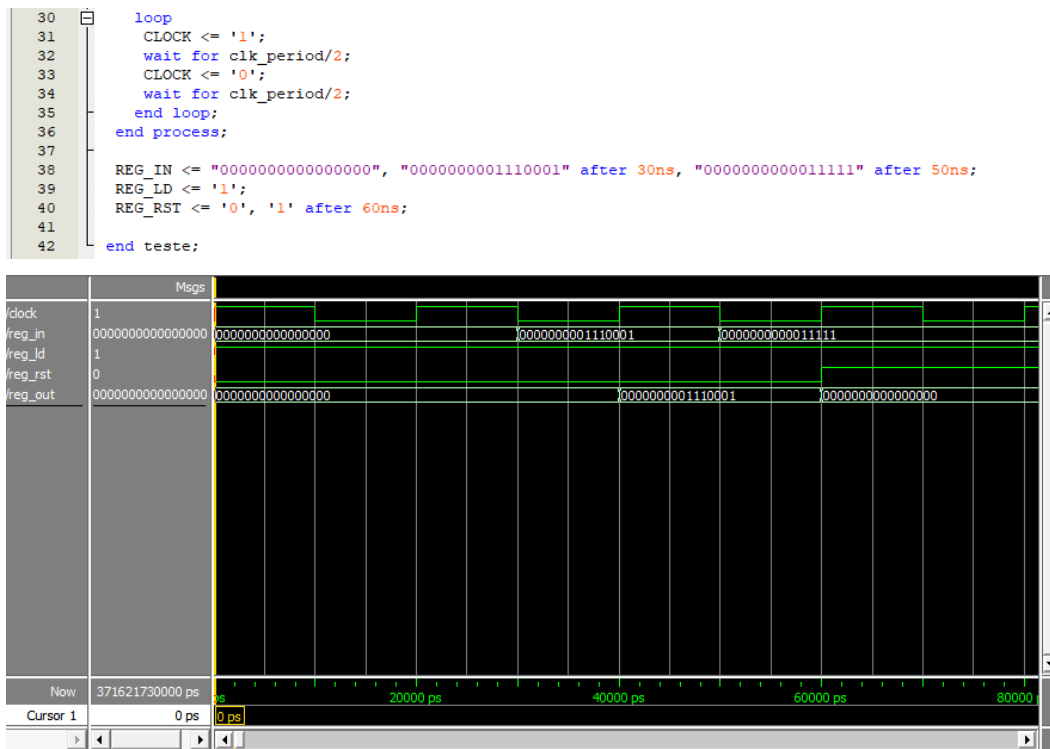 30 loop
31 CLOCK <= '1';
32 wait for clk_period/2;
33 CLOCK <= '0';
34 wait for clk_period/2;
35 end loop;
36 end process;
37
38 REG_IN <= "0000000000000000", "0000000001110001" after 30ns, "0000000000011111" after 50ns;
39 REG_LD <= '1';
40 REG_RST <= '0', '1' after 60ns;
41
42 end teste;
Msgs
/clock 1
/reg_in 0000000000000000 0000000000000000 0000000001110001 0000000000011111
/reg_ld 1
/reg_rst 0
/reg_out 0000000000000000 0000000000000000 0000000001110001 0000000000000000
Now 371621730000 ps ps 20000 ps 40000 ps 60000 ps 80000
Cursor 1 0 ps 0 ps